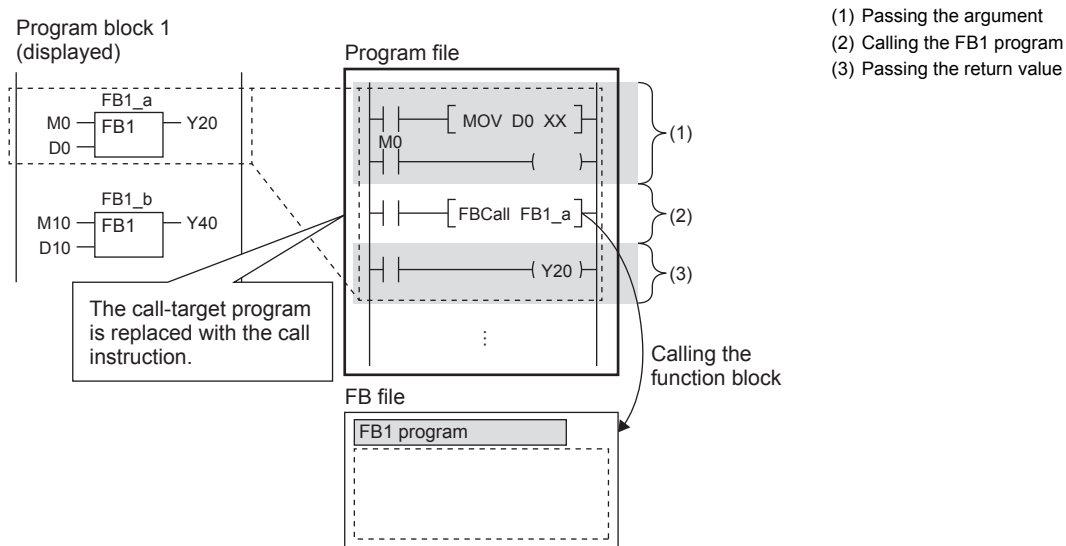 Program block 1
(displayed)
FB1_a
M0 FB1 Y20
D0
FB1_b
M10 FB1 Y40
D10
The call-target program
is replaced with the call
instruction.
Program file
MOV D0 XX
M0
(1)
FBCall FB1_a
(2)
Y20
(3)
Calling the
function block
FB file
FB1 program
(1) Passing the argument
(2) Calling the FB1 program
(3) Passing the return value